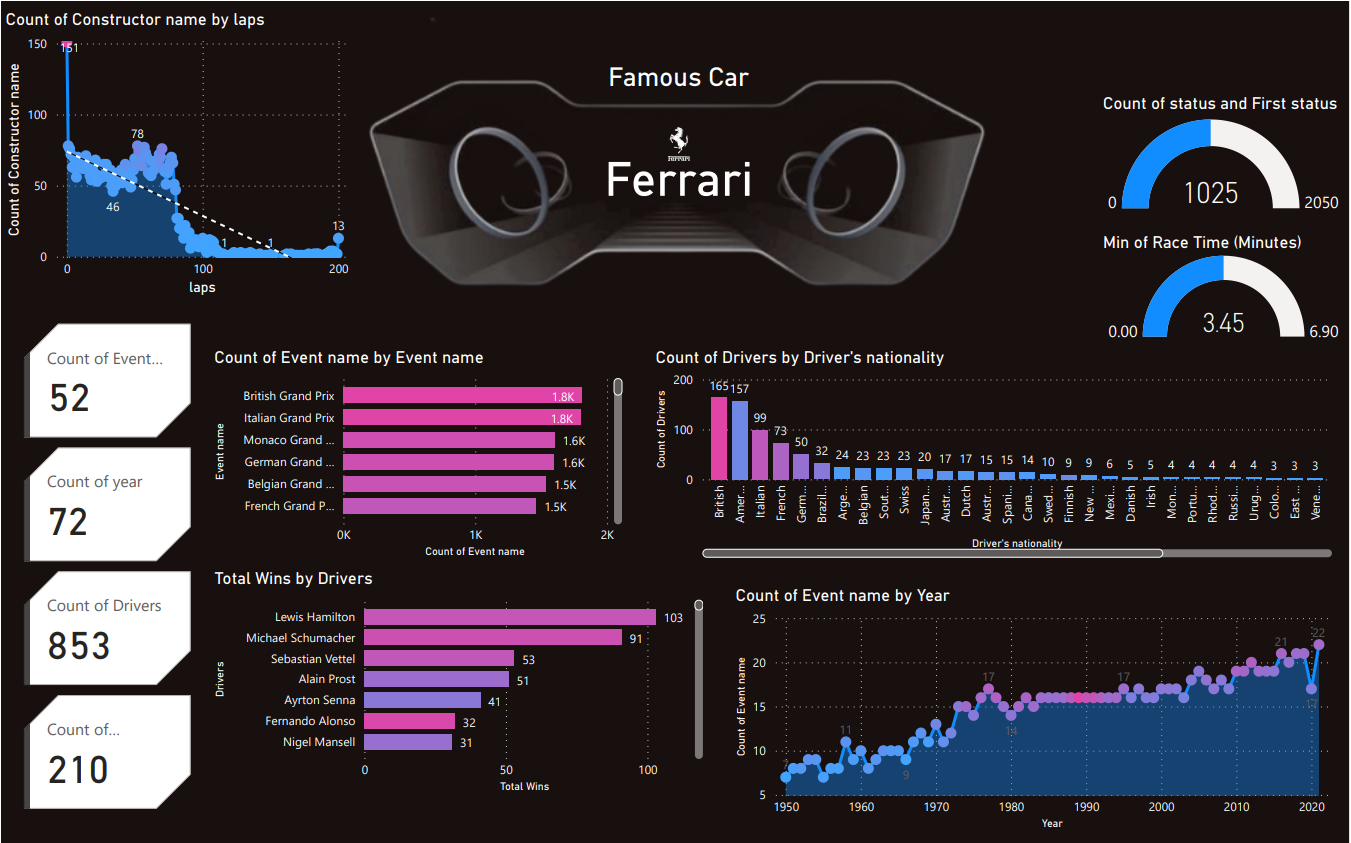 Count of Constructor name by laps
Count of Constructor name
150
100
50
0
151
78
46
1
1
13
0
100
200
laps
Famous Car
Ferrari
Ferrari
Count of status and First status
1025
0
2050
Min of Race Time (Minutes)
3.45
0.00
6.90
Count of Event...
52
Count of year
72
Count of Drivers
853
Count of...
210
Count of Event name by Event name
Event name
British Grand Prix
1.8K
Italian Grand Prix
1.8K
Monaco Grand ...
1.6K
German Grand ...
1.6K
Belgian Grand ...
1.5K
French Grand P...
1.5K
0K
1K
2K
Count of Event name
Count of Drivers by Driver's nationality
Count of Drivers
200
100
0
165
157
99
73
50
32
24
23
23
23
20
17
17
15
15
14
10
9
9
6
5
5
4
4
4
4
4
3
3
3
British
Amer...
Italian
French
Germ...
Brazil...
Arge...
Belgian
Sout...
Swiss
Japan...
Austr...
Dutch
Austr...
Spani...
Cana...
Swed...
Finnish
New ...
Mexi...
Danish
Irish
Mon...
Portu...
Rhod...
Russi...
Urug...
Colo...
East ...
Vene...
Driver's nationality
Total Wins by Drivers
Drivers
Lewis Hamilton
103
Michael Schumacher
91
Sebastian Vettel
53
Alain Prost
51
Ayrton Senna
41
Fernando Alonso
32
Nigel Mansell
31
0
50
100
Total Wins
Count of Event name by Year
Count of Event name
25
20
15
10
5
7
11
9
17
14
17
21
17
22
1950
1960
1970
1980
1990
2000
2010
2020
Year